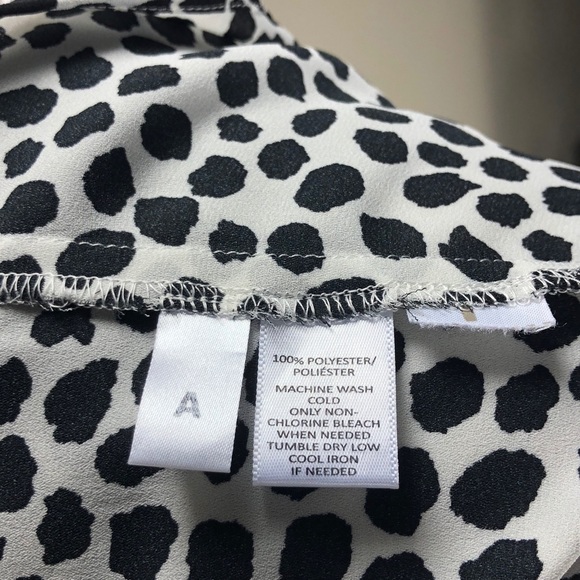 A
100% POLYESTER/
POLIÉSTER
MACHINE WASH
COLD
ONLY NON-
CHLORINE BLEACH
WHEN NEEDED
TUMBLE DRY LOW
COOL IRON
IF NEEDED